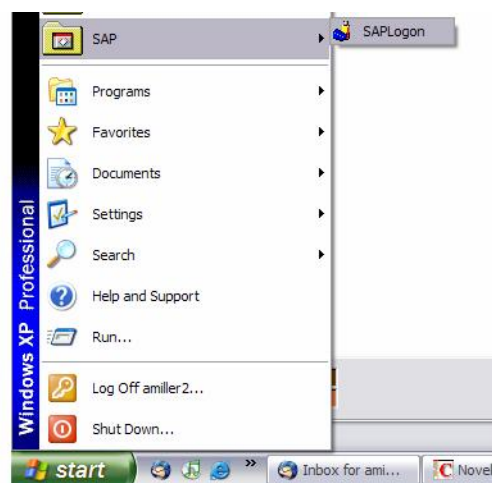 SAP
SAPLogon
Programs
Favorites
Documents
Settings
Search
Help and Support
Run...
Log Off amiller2...
Shut Down...
Windows XP Professional
start
»
Inbox for ami...
Novel